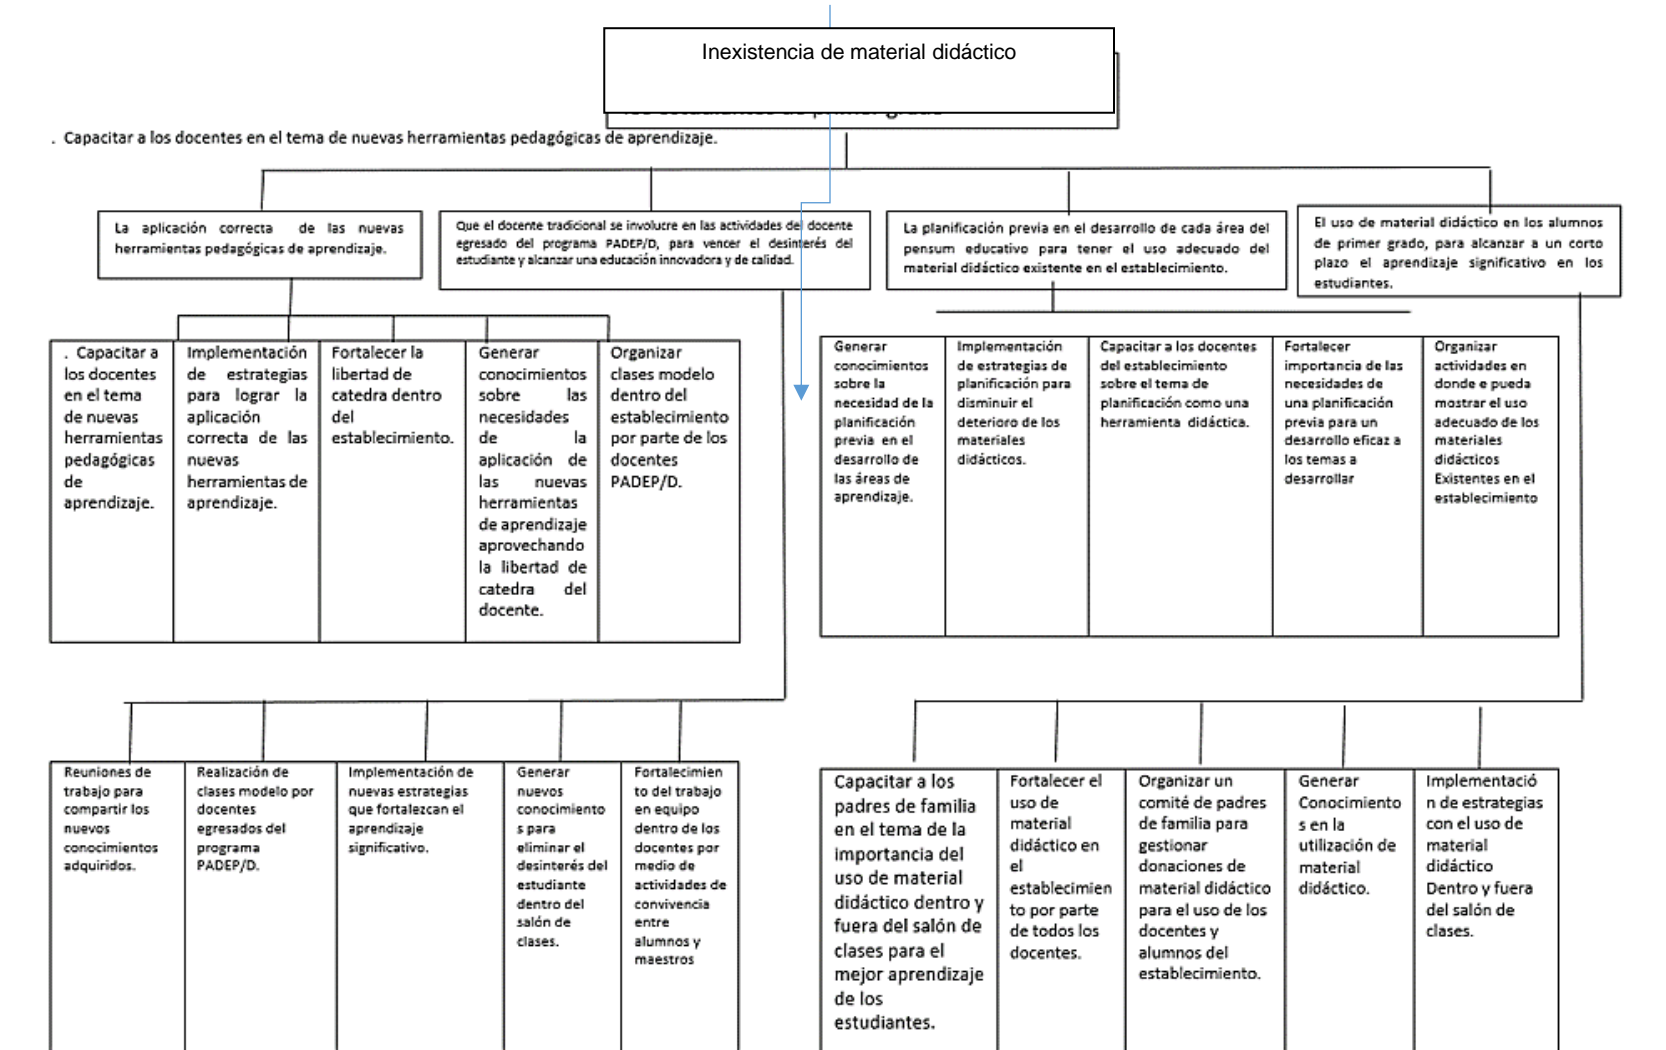 Inexistencia de material didáctico
. Capacitar a los docentes en el tema de nuevas herramientas pedagógicas de aprendizaje.
La aplicación correcta de las nuevas
herramientas pedagógicas de aprendizaje.
Que el docente tradicional se involucre en las actividades del docente
egresado del programa PADEP/D, para vencer el desinterés del
estudiante y alcanzar una educación innovadora y de calidad.
La planificación previa en el desarrollo de cada área del
pensum educativo para tener el uso adecuado del
material didáctico existente en el establecimiento.
El uso de material didáctico en los alumnos
de primer grado, para alcanzar a un corto
plazo el aprendizaje significativo en los
estudiantes.
. Capacitar a
los docentes
en el tema
de nuevas
herramientas
pedagógicas
de
aprendizaje.
Implementación
de estrategias
para lograr la
aplicación
correcta de las
nuevas
herramientas de
aprendizaje.
Fortalecer la
libertad de
catedra dentro
del
establecimiento.
Generar
conocimientos
sobre las
necesidades
de la
aplicación de
las nuevas
herramientas
de aprendizaje
aprovechando
la libertad de
catedra del
docente.
Organizar
clases modelo
dentro del
establecimiento
por parte de los
docentes
PADEP/D.
Generar
conocimientos
sobre la
necesidad de la
planificación
previa en el
desarrollo de
las áreas de
aprendizaje.
Implementación
de estrategias de
planificación para
disminuir el
deterioro de los
materiales
didácticos.
Capacitar a los docentes
del establecimiento
sobre el tema de
planificación como una
herramienta didáctica.
Fortalecer
importancia de las
necesidades de
una planificación
previa para un
desarrollo eficaz a
los temas a
desarrollar
Organizar
actividades en
donde e pueda
mostrar el uso
adecuado de los
materiales
didácticos
Existentes en el
establecimiento
Reuniones de
trabajo para
compartir los
nuevos
conocimientos
adquiridos.
Realización de
clases modelo por
docentes
egresados del
programa
PADEP/D.
Implementación de
nuevas estrategias
que fortalezcan el
aprendizaje
significativo.
Generar
nuevos
conocimiento
s para
eliminar el
desinterés del
estudiante
dentro del
salón de
clases.
Fortalecimien
to del trabajo
en equipo
dentro de los
docentes por
medio de
actividades de
convivencia
entre
alumnos y
maestros
Capacitar a los
padres de familia
en el tema de la
importancia del
uso de material
didáctico dentro y
fuera del salón de
clases para el
mejor aprendizaje
de los
estudiantes.
Fortalecer el
uso de
material
didáctico en
el
establecimien
to por parte
de todos los
docentes.
Organizar un
comité de padres
de familia para
gestionar
donaciones de
material didáctico
para el uso de los
docentes y
alumnos del
establecimiento.
Generar
Conocimiento
s en la
utilización de
material
didáctico.
Implementació
n de estrategias
con el uso de
material
didáctico
Dentro y fuera
del salón de
clases.